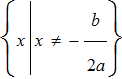 {x | x ≠ − b/2a}